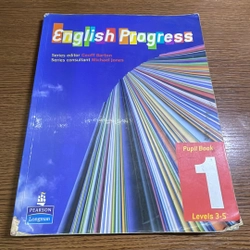 English Progress
Series editor Geoff Barton
Series consultant Michael Jones
Pupil Book
1
Levels 3-5
PEARSON
Longman